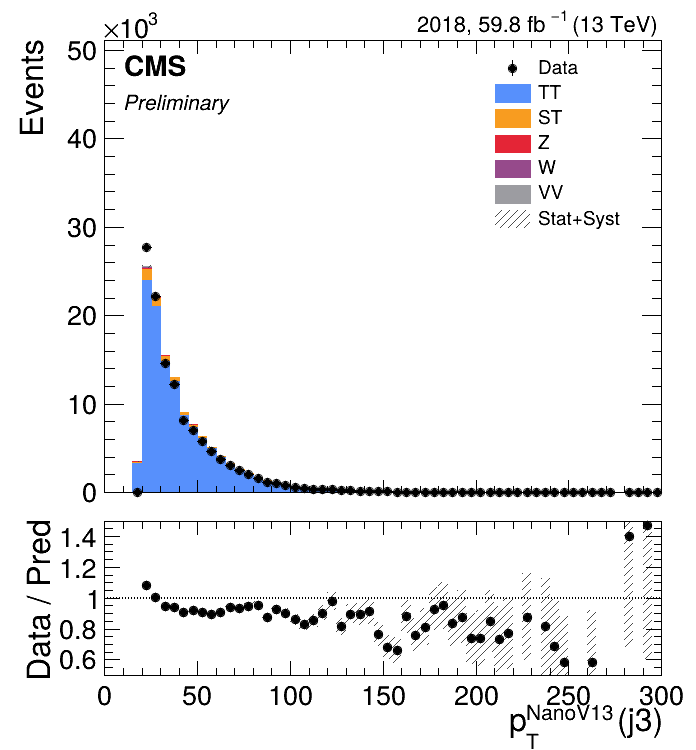 ×10³
2018, 59.8 fb⁻¹ (13 TeV)
CMS
Preliminary
Events
50
40
30
20
10
0
Data
TT
ST
Z
W
VV
Stat+Syst
Data / Pred
1.4
1.2
1
0.8
0.6
0 50 100 150 200 250 300
p_T^NanoV13 (j3)